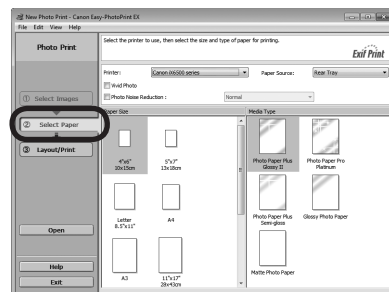 New Photo Print - Canon Easy-PhotoPrint EX
File Edit View Help
Photo Print
Select the printer to use, then select the size and type of paper for printing.
Exif Print
Printer: Canon iX6500 series Paper Source: Rear Tray
Vivid Photo
Photo Noise Reduction : Normal
① Select Images
② Select Paper
③ Layout/Print
Open
Help
Exit
Paper Size
4"x6"
10x15cm
5"x7"
13x18cm
Letter
8.5"x11"
A4
A3
11"x17"
28x43cm
Media Type
Photo Paper Plus
Glossy II
Photo Paper Pro
Platinum
Photo Paper Plus
Semi-gloss
Glossy Photo Paper
Matte Photo Paper